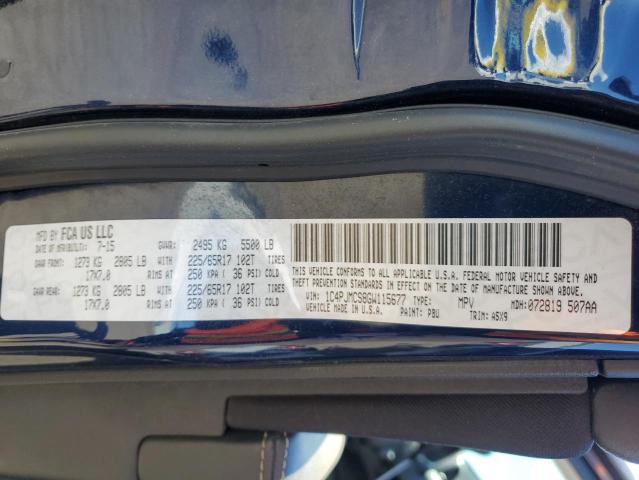 MFD BY FCA US LLC
DATE OF MFR(BUILT): 7-15 GVWR: 2495 KG 5500 LB
GAWR FRONT: 1273 KG 2805 LB WITH 225/65R17 102T TIRES
17X7.0 RIMS AT 250 KPA ( 36 PSI) COLD
GAWR REAR: 1273 KG 2805 LB WITH 225/65R17 102T TIRES
17X7.0 RIMS AT 250 KPA ( 36 PSI) COLD
THIS VEHICLE CONFORMS TO ALL APPLICABLE U.S.A. FEDERAL MOTOR VEHICLE SAFETY AND
THEFT PREVENTION STANDARDS IN EFFECT ON THE DATE OF MANUFACTURE SHOWN ABOVE.
VIN: 1C4PJMCS8GW115677 MPV MDH: 072819 507AA
VEHICLE MADE IN U.S.A. PAINT: PBU TRIM: A5X9